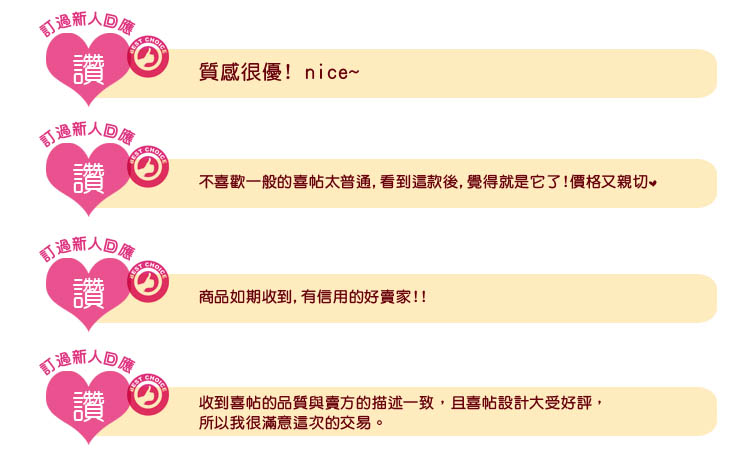 訂過新人回應
BEST CHOICE
讚
質感很優! nice~
訂過新人回應
BEST CHOICE
讚
不喜歡一般的喜帖太普通,看到這款後,覺得就是它了!價格又親切❤
訂過新人回應
BEST CHOICE
讚
商品如期收到,有信用的好賣家!!
訂過新人回應
BEST CHOICE
讚
收到喜帖的品質與賣方的描述一致,且喜帖設計大受好評,
所以我很滿意這次的交易。